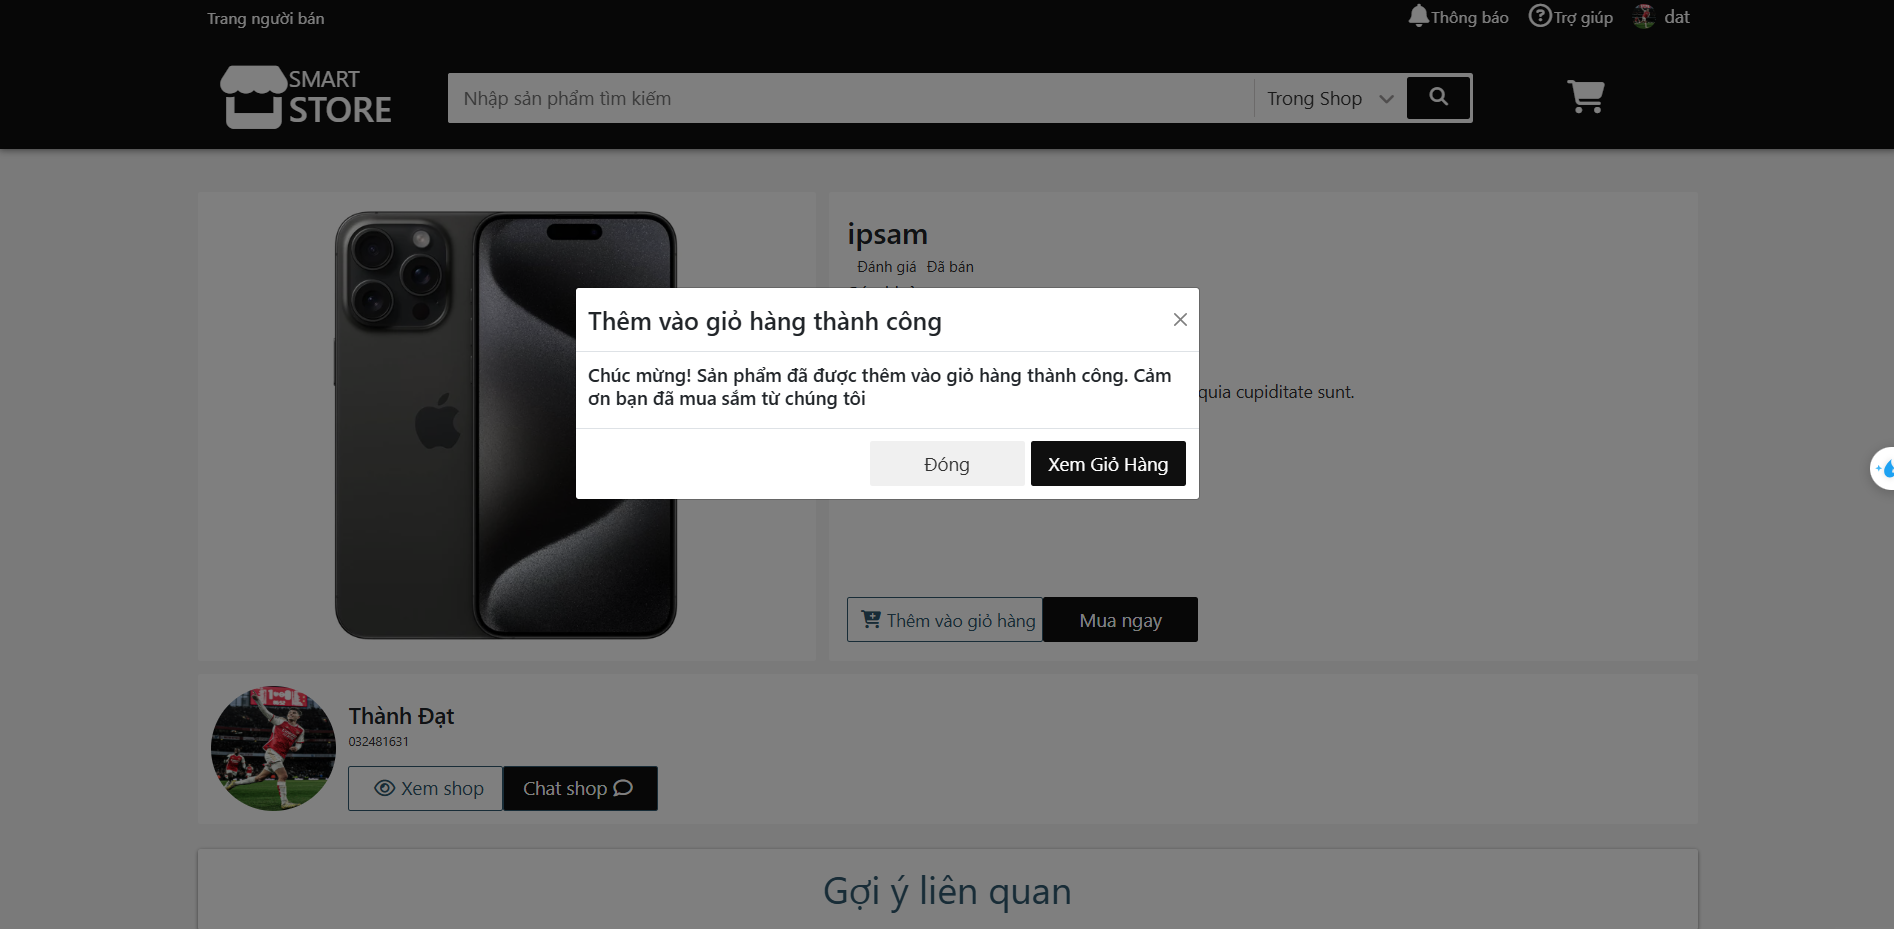 Trang người bán
Thông báo
Trợ giúp
dat
SMART
STORE
Nhập sản phẩm tìm kiếm
Trong Shop
ipsam
Đánh giá Đã bán
Thêm vào giỏ hàng thành công
Chúc mừng! Sản phẩm đã được thêm vào giỏ hàng thành công. Cảm
ơn bạn đã mua sắm từ chúng tôi
quia cupiditate sunt.
Đóng
Xem Giỏ Hàng
Thêm vào giỏ hàng
Mua ngay
Thành Đạt
032481631
Xem shop
Chat shop
Gợi ý liên quan